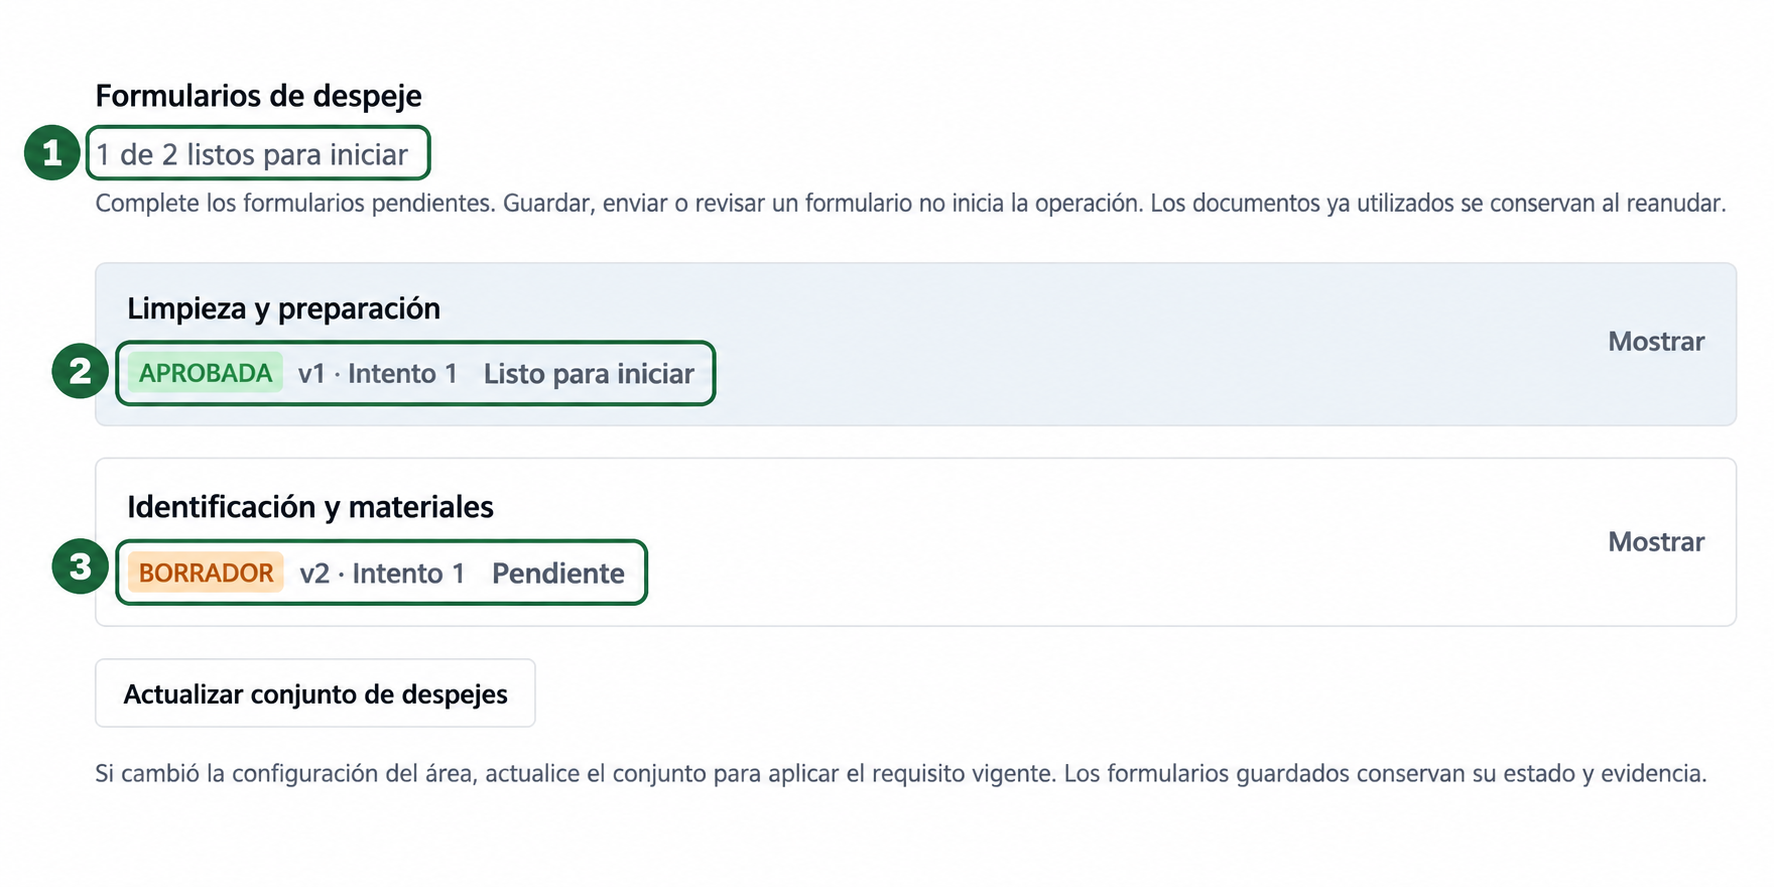 Formularios de despeje
1 1 de 2 listos para iniciar
Complete los formularios pendientes. Guardar, enviar o revisar un formulario no inicia la operación. Los documentos ya utilizados se conservan al reanudar.
Limpieza y preparación
Mostrar
2 APROBADA v1 · Intento 1 Listo para iniciar
Identificación y materiales
Mostrar
3 BORRADOR v2 · Intento 1 Pendiente
Actualizar conjunto de despejes
Si cambió la configuración del área, actualice el conjunto para aplicar el requisito vigente. Los formularios guardados conservan su estado y evidencia.